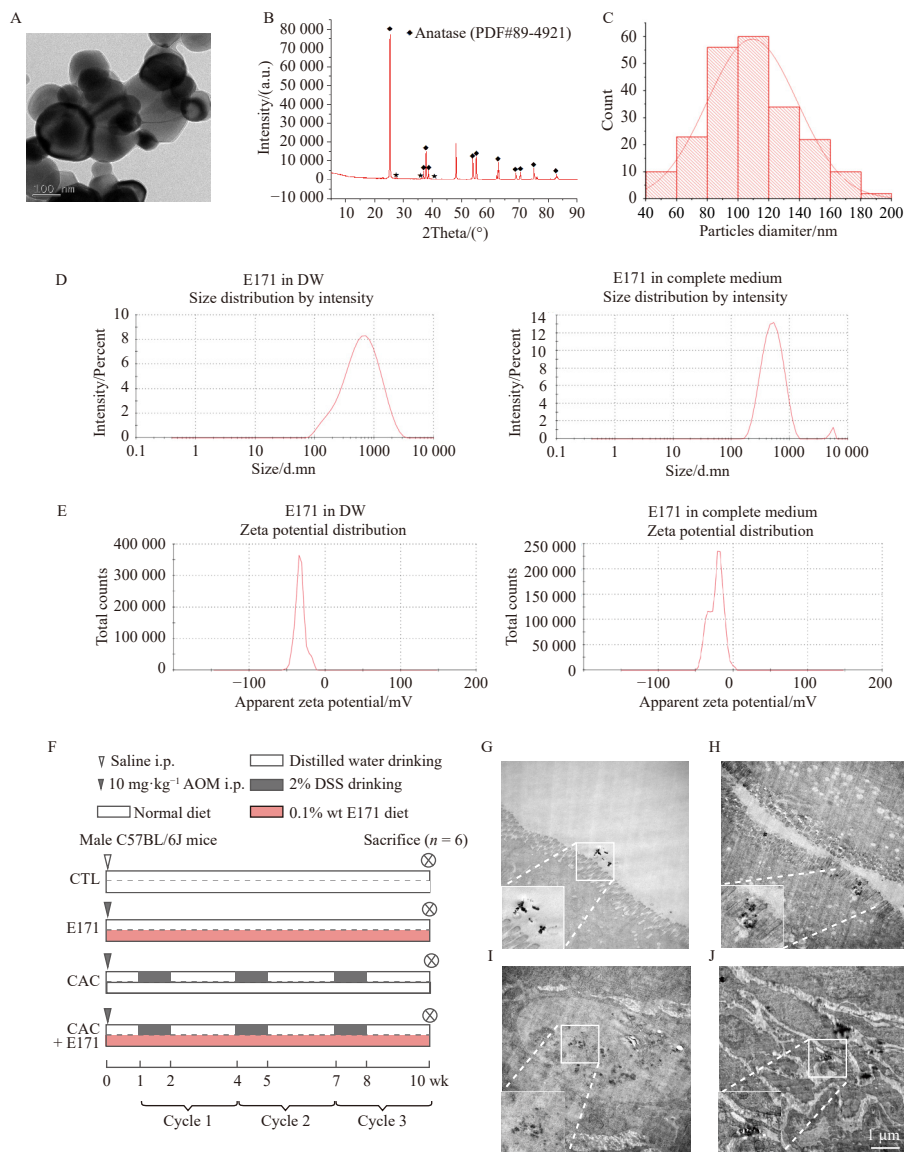 A
100 nm
B
80 000
70 000
60 000
50 000
40 000
30 000
20 000
10 000
0
−10 000
Intensity/(a.u.)
◆ Anatase (PDF#89-4921)
10 20 30 40 50 60 70 80 90
2Theta/(°)
C
60
50
40
30
20
10
0
Count
40 60 80 100 120 140 160 180 200
Particles diamiter/nm
D
E171 in DW
Size distribution by intensity
10
8
6
4
2
0
Intensity/Percent
0.1 1 10 100 1000 10 000
Size/d.mn
E171 in complete medium
Size distribution by intensity
14
12
10
8
6
4
2
0
Intensity/Percent
0.1 1 10 100 1000 10 000
Size/d.mn
E
E171 in DW
Zeta potential distribution
400 000
300 000
200 000
100 000
0
Total counts
−100 0 100 200
Apparent zeta potential/mV
E171 in complete medium
Zeta potential distribution
250 000
200 000
150 000
100 000
50 000
0
Total counts
−100 0 100 200
Apparent zeta potential/mV
F
Saline i.p.
Distilled water drinking
10 mg·kg⁻¹ AOM i.p.
2% DSS drinking
Normal diet
0.1% wt E171 diet
Male C57BL/6J mice
Sacrifice (n = 6)
CTL
E171
CAC
CAC
+ E171
0 1 2 4 5 7 8 10 wk
Cycle 1 Cycle 2 Cycle 3
G
H
I
J
1 μm